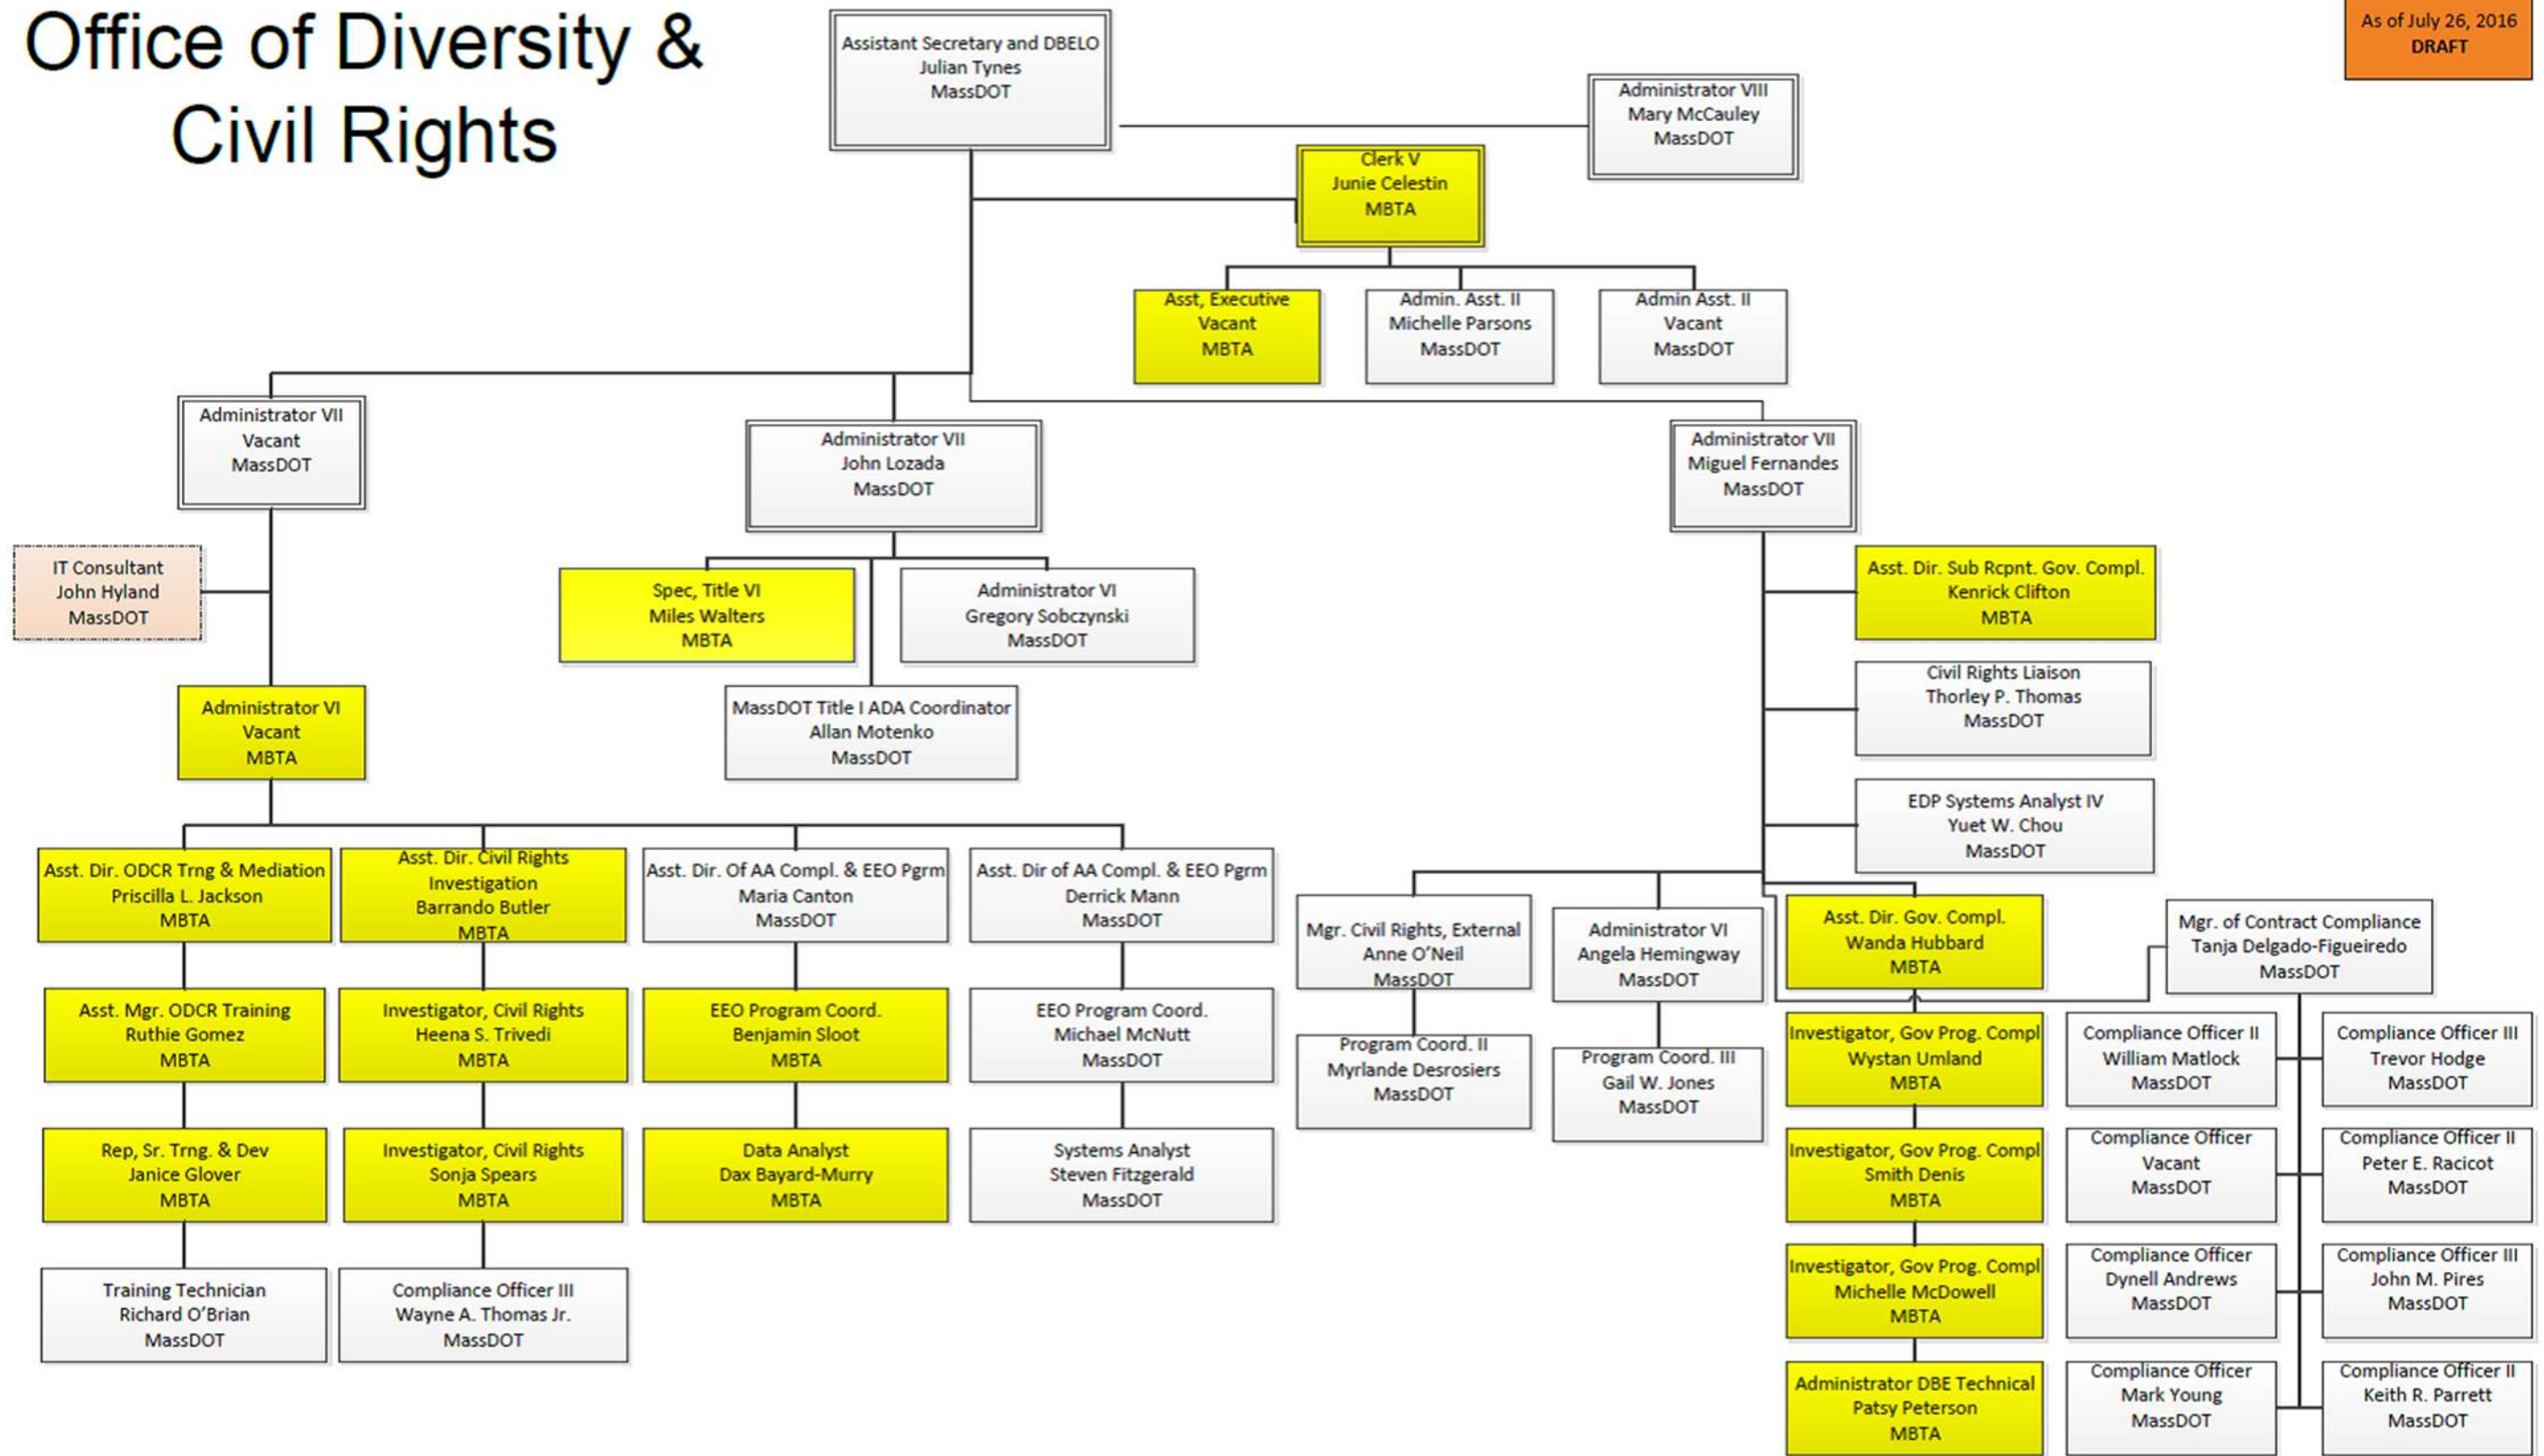 Office of Diversity &
Civil Rights
As of July 26, 2016
DRAFT
Assistant Secretary and DBELO
Julian Tynes
MassDOT
Administrator VIII
Mary McCauley
MassDOT
Clerk V
Junie Celestin
MBTA
Asst, Executive
Vacant
MBTA
Admin. Asst. II
Michelle Parsons
MassDOT
Admin Asst. II
Vacant
MassDOT
Administrator VII
Vacant
MassDOT
Administrator VII
John Lozada
MassDOT
Administrator VII
Miguel Fernandes
MassDOT
IT Consultant
John Hyland
MassDOT
Spec, Title VI
Miles Walters
MBTA
Administrator VI
Gregory Sobczynski
MassDOT
Asst. Dir. Sub Rcpnt. Gov. Compl.
Kenrick Clifton
MBTA
Civil Rights Liaison
Thorley P. Thomas
MassDOT
Administrator VI
Vacant
MBTA
MassDOT Title I ADA Coordinator
Allan Motenko
MassDOT
EDP Systems Analyst IV
Yuet W. Chou
MassDOT
Asst. Dir. ODCR Trng & Mediation
Priscilla L. Jackson
MBTA
Asst. Dir. Civil Rights
Investigation
Barrando Butler
MBTA
Asst. Dir. Of AA Compl. & EEO Pgrm
Maria Canton
MassDOT
Asst. Dir of AA Compl. & EEO Pgrm
Derrick Mann
MassDOT
Mgr. Civil Rights, External
Anne O'Neil
MassDOT
Administrator VI
Angela Hemingway
MassDOT
Asst. Dir. Gov. Compl.
Wanda Hubbard
MBTA
Mgr. of Contract Compliance
Tanja Delgado-Figueiredo
MassDOT
Asst. Mgr. ODCR Training
Ruthie Gomez
MBTA
Investigator, Civil Rights
Heena S. Trivedi
MBTA
EEO Program Coord.
Benjamin Sloot
MBTA
EEO Program Coord.
Michael McNutt
MassDOT
Program Coord. II
Myrlande Desrosiers
MassDOT
Program Coord. III
Gail W. Jones
MassDOT
Investigator, Gov Prog. Compl
Wystan Umland
MBTA
Compliance Officer II
William Matlock
MassDOT
Compliance Officer III
Trevor Hodge
MassDOT
Rep, Sr. Trng. & Dev
Janice Glover
MBTA
Investigator, Civil Rights
Sonja Spears
MBTA
Data Analyst
Dax Bayard-Murry
MBTA
Systems Analyst
Steven Fitzgerald
MassDOT
Investigator, Gov Prog. Compl
Smith Denis
MBTA
Compliance Officer
Vacant
MassDOT
Compliance Officer II
Peter E. Racicot
MassDOT
Training Technician
Richard O'Brian
MassDOT
Compliance Officer III
Wayne A. Thomas Jr.
MassDOT
Investigator, Gov Prog. Compl
Michelle McDowell
MBTA
Compliance Officer
Dynell Andrews
MassDOT
Compliance Officer III
John M. Pires
MassDOT
Administrator DBE Technical
Patsy Peterson
MBTA
Compliance Officer
Mark Young
MassDOT
Compliance Officer II
Keith R. Parrett
MassDOT